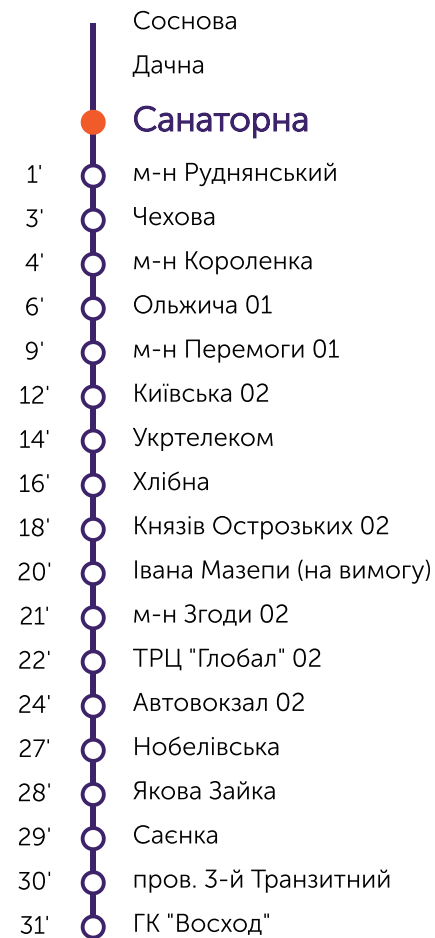 Соснова
Дачна
Санаторна
1' м-н Руднянський
3' Чехова
4' м-н Короленка
6' Ольжича 01
9' м-н Перемоги 01
12' Київська 02
14' Укртелеком
16' Хлібна
18' Князів Острозьких 02
20' Івана Мазепи (на вимогу)
21' м-н Згоди 02
22' ТРЦ "Глобал" 02
24' Автовокзал 02
27' Нобелівська
28' Якова Зайка
29' Саєнка
30' пров. 3-й Транзитний
31' ГК "Восход"